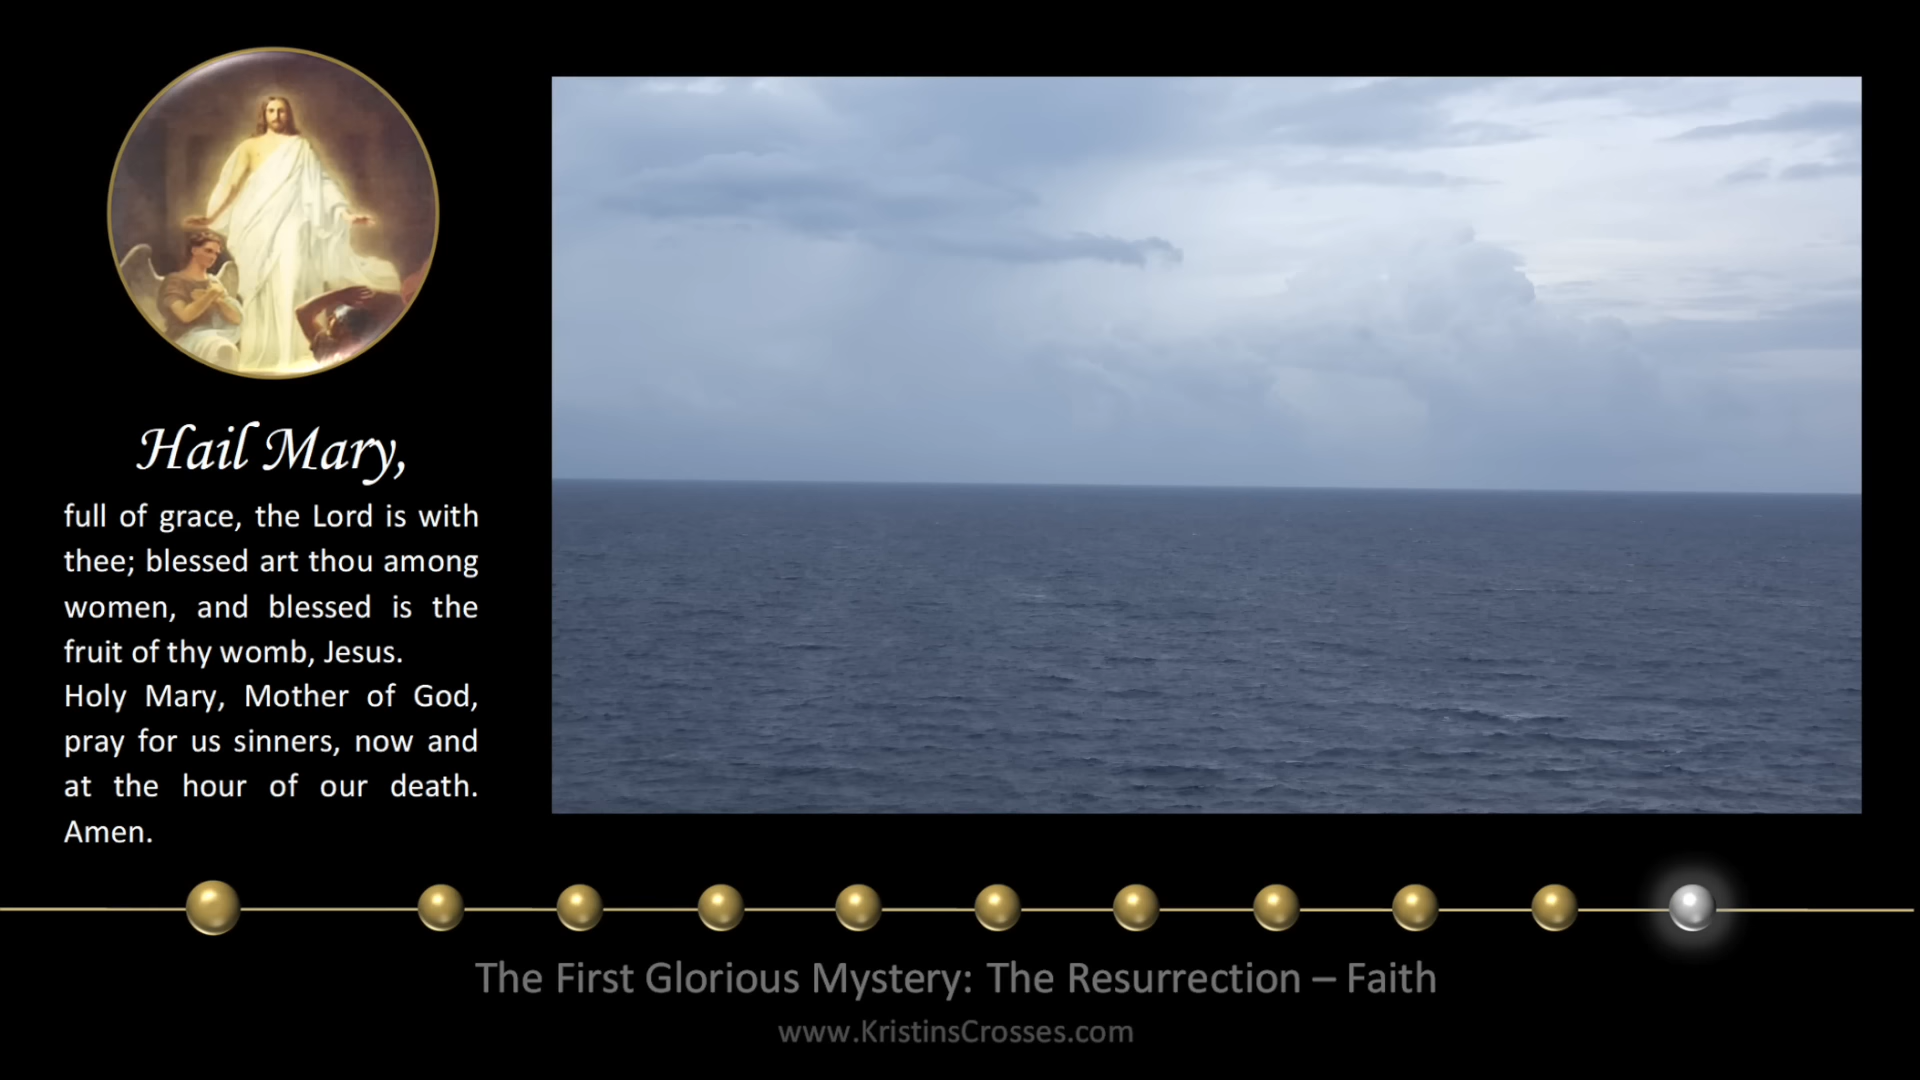 Hail Mary,
full of grace, the Lord is with
thee; blessed art thou among
women, and blessed is the
fruit of thy womb, Jesus.
Holy Mary, Mother of God,
pray for us sinners, now and
at the hour of our death.
Amen.
The First Glorious Mystery: The Resurrection – Faith
www.KristinsCrosses.com